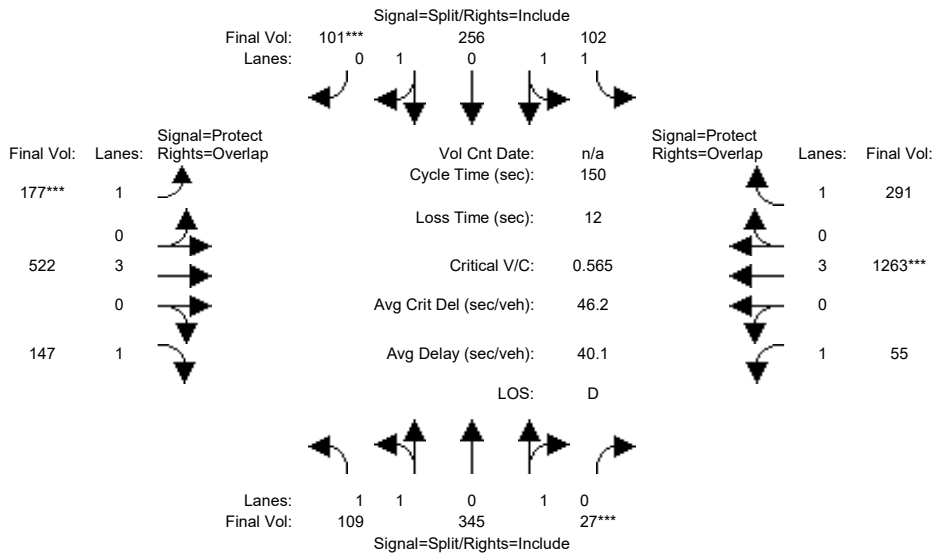 Signal=Split/Rights=Include
Final Vol: 101*** 256 102
Lanes: 0 1 0 1 1
Signal=Protect Signal=Protect
Final Vol: Lanes: Rights=Overlap Vol Cnt Date: n/a Rights=Overlap Lanes: Final Vol:
Cycle Time (sec): 150
177*** 1 1 291
Loss Time (sec): 12
0 0
522 3 Critical V/C: 0.565 3 1263***
0 Avg Crit Del (sec/veh): 46.2 0
147 1 Avg Delay (sec/veh): 40.1 1 55
LOS: D
Lanes: 1 1 0 1 0
Final Vol: 109 345 27***
Signal=Split/Rights=Include